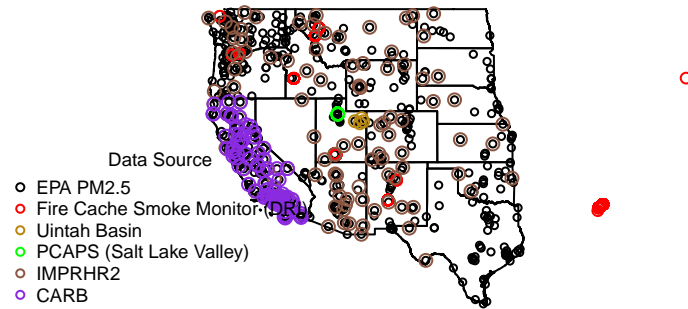 Data Source
EPA PM2.5
Fire Cache Smoke Monitor (DRI)
Uintah Basin
PCAPS (Salt Lake Valley)
IMPRHR2
CARB